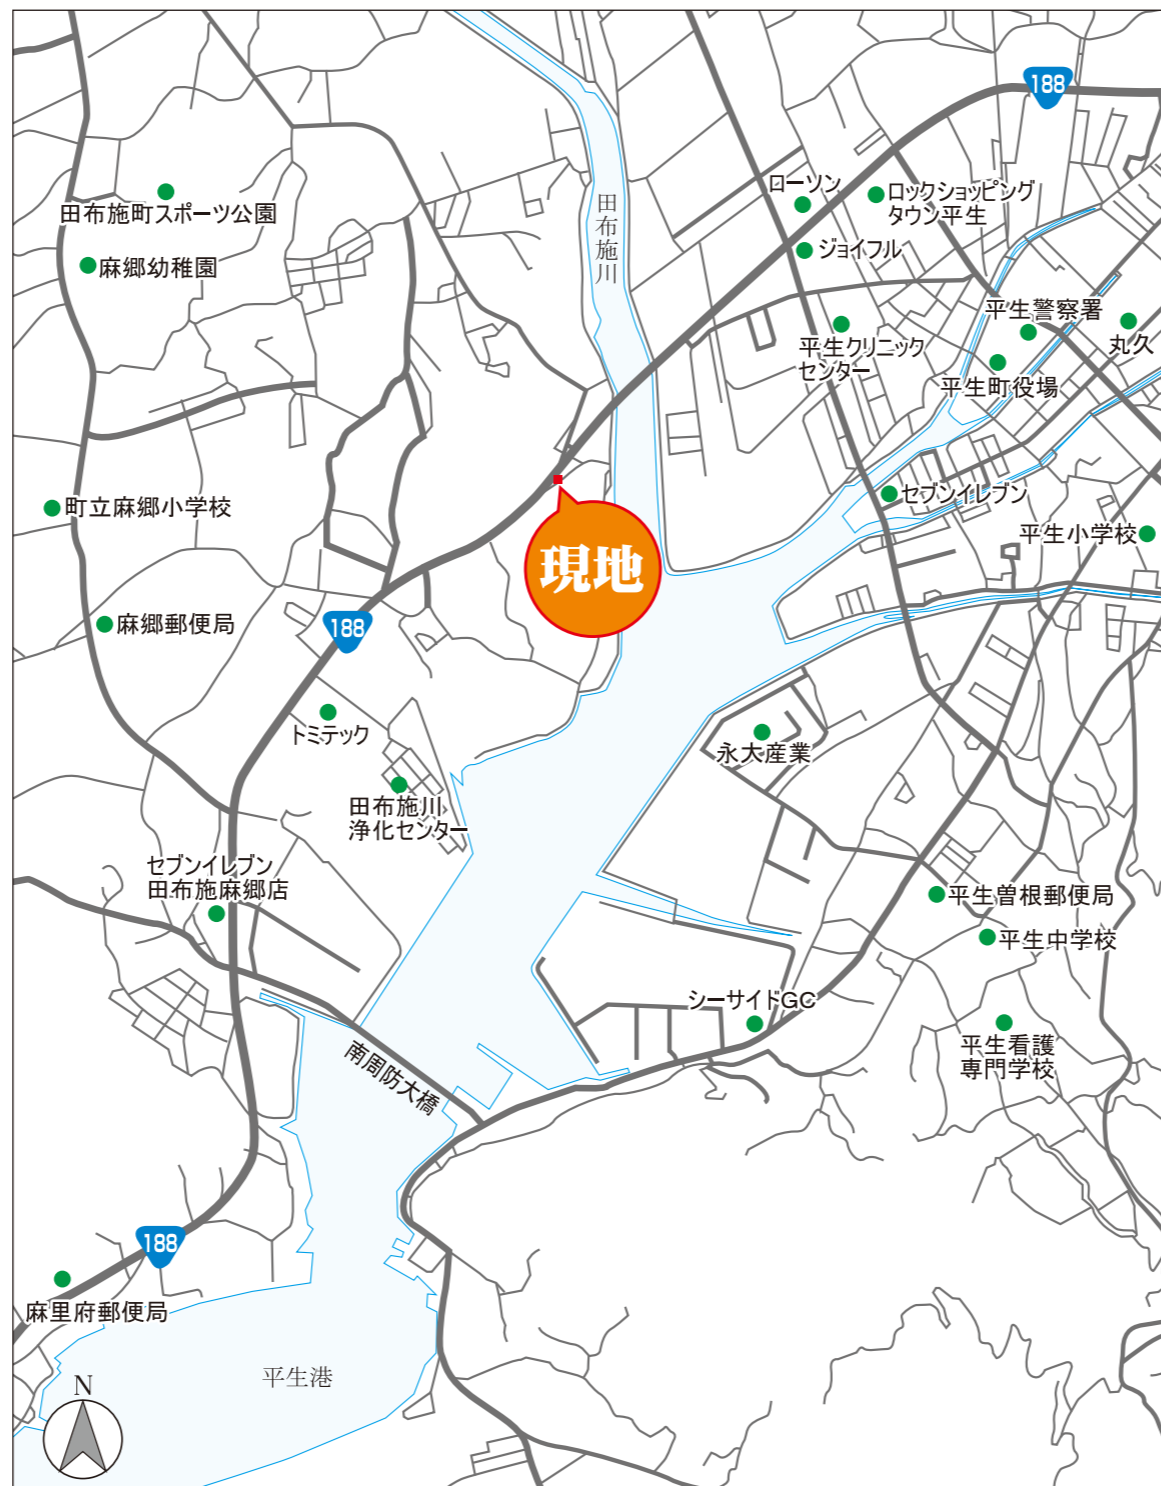 188
田布施町スポーツ公園
麻郷幼稚園
田布施川
ローソン
ロックショッピング
タウン平生
ジョイフル
平生警察署
丸久
平生クリニック
センター
平生町役場
町立麻郷小学校
セブンイレブン
平生小学校
現地
麻郷郵便局
188
トミテック
永大産業
田布施川
浄化センター
セブンイレブン
田布施麻郷店
平生曽根郵便局
平生中学校
シーサイドGC
平生看護
専門学校
南周防大橋
188
麻里府郵便局
平生港
N